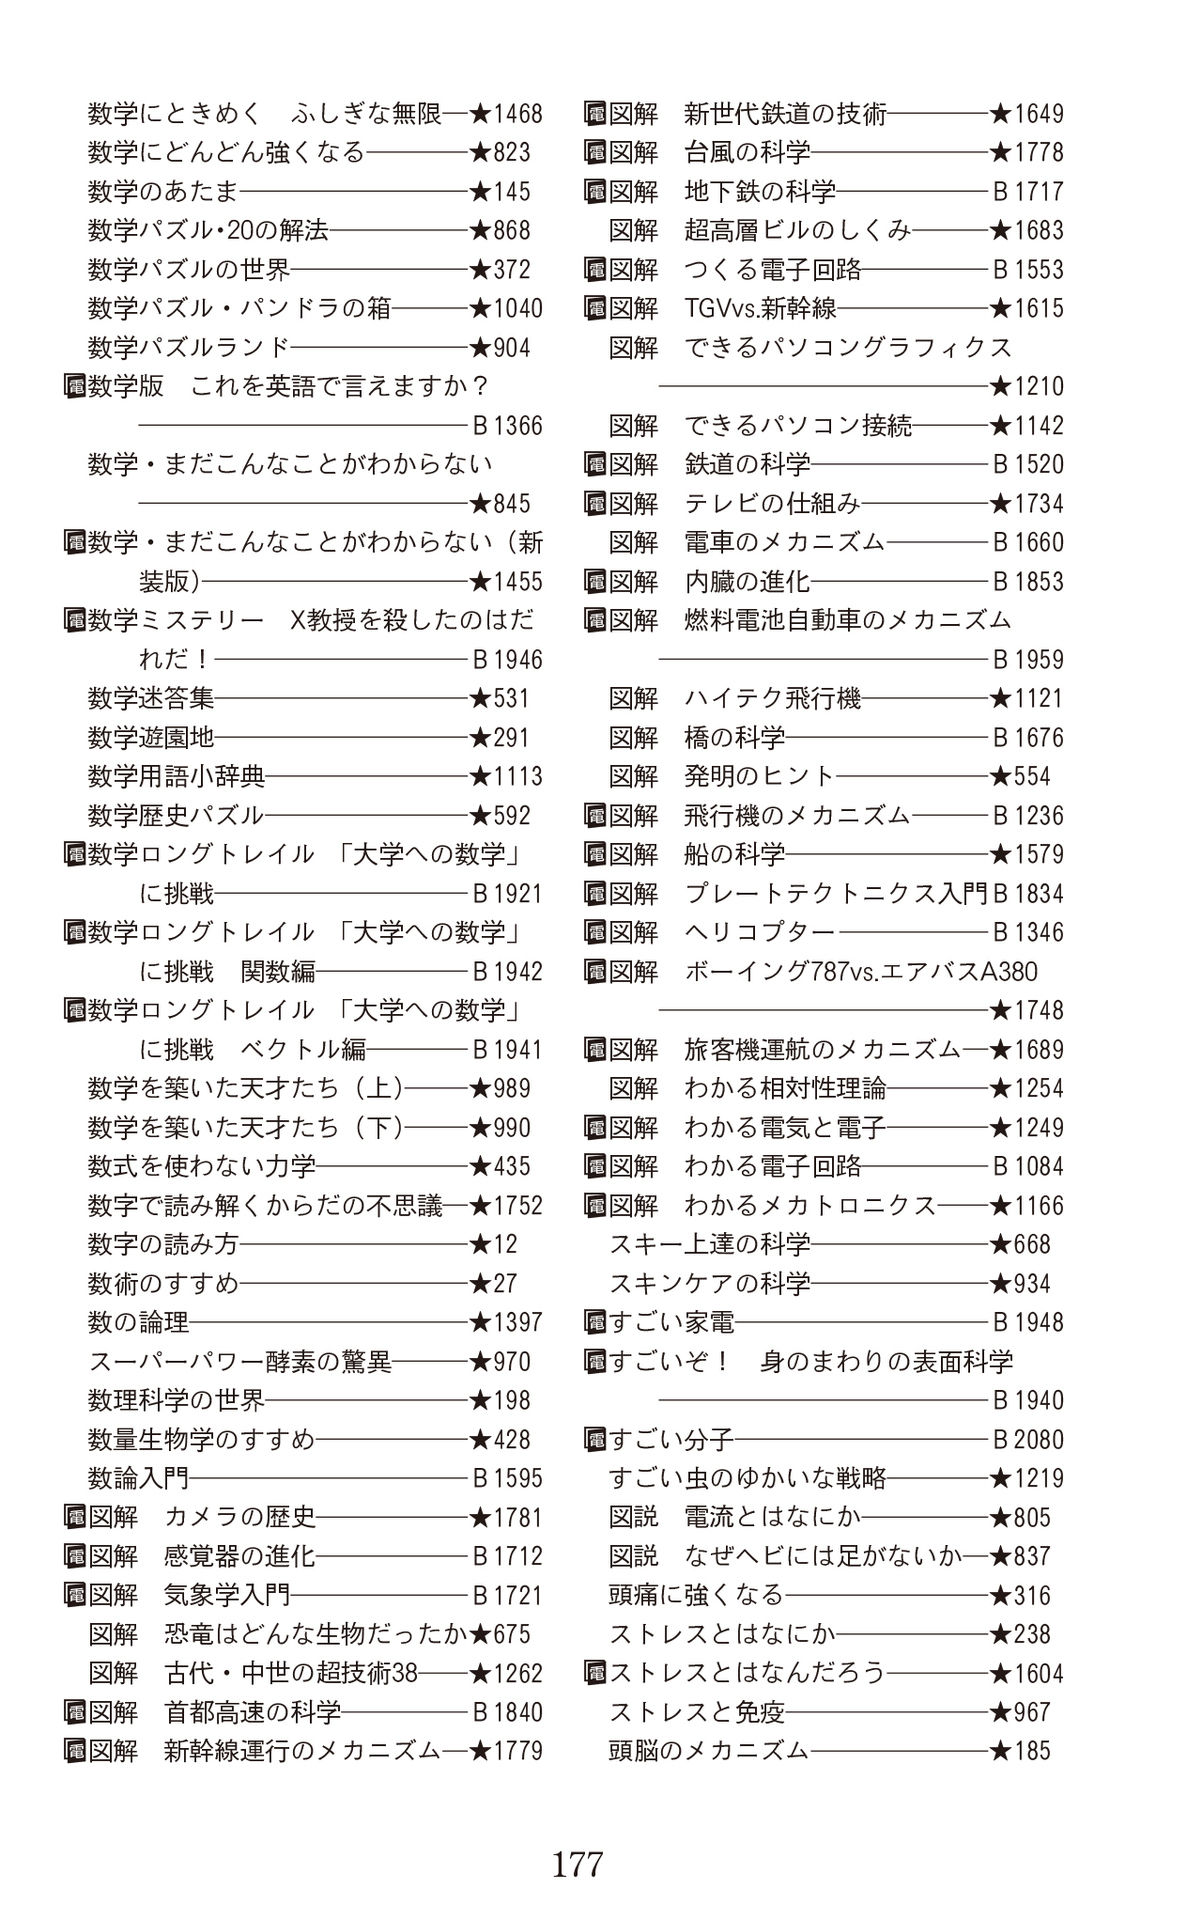 数学にときめく　ふしぎな無限―★1468
数学にどんどん強くなる――――★823
数学のあたま―――――――――★145
数学パズル・20の解法―――――★868
数学パズルの世界―――――――★372
数学パズル・パンドラの箱―――★1040
数学パズルランド―――――――★904
電数学版　これを英語で言えますか？
―――――――――――――B1366
数学・まだこんなことがわからない
―――――――――――――★845
電数学・まだこんなことがわからない（新
装版）――――――――――★1455
電数学ミステリー　X教授を殺したのはだ
れだ！――――――――――B1946
数学迷答集――――――――――★531
数学遊園地――――――――――★291
数学用語小辞典――――――――★1113
数学歴史パズル――――――――★592
電数学ロングトレイル　「大学への数学」
に挑戦――――――――――B1921
電数学ロングトレイル　「大学への数学」
に挑戦　関数編――――――B1942
電数学ロングトレイル　「大学への数学」
に挑戦　ベクトル編――――B1941
数学を築いた天才たち（上）――★989
数学を築いた天才たち（下）――★990
数式を使わない力学――――――★435
数字で読み解くからだの不思議―★1752
数字の読み方―――――――――★12
数術のすすめ―――――――――★27
数の論理―――――――――――★1397
スーパーパワー酵素の驚異―――★970
数理科学の世界――――――――★198
数量生物学のすすめ――――――★428
数論入門―――――――――――B1595
電図解　カメラの歴史――――――★1781
電図解　感覚器の進化――――――B1712
電図解　気象学入門―――――――B1721
図解　恐竜はどんな生物だったか★675
図解　古代・中世の超技術38――★1262
電図解　首都高速の科学―――――B1840
電図解　新幹線運行のメカニズム―★1779
電図解　新世代鉄道の技術――――★1649
電図解　台風の科学―――――――★1778
電図解　地下鉄の科学――――――B1717
図解　超高層ビルのしくみ―――★1683
電図解　つくる電子回路―――――B1553
電図解　TGVvs.新幹線――――――★1615
図解　できるパソコングラフィクス
―――――――――――――★1210
図解　できるパソコン接続―――★1142
電図解　鉄道の科学―――――――B1520
電図解　テレビの仕組み―――――★1734
図解　電車のメカニズム――――B1660
電図解　内臓の進化―――――――B1853
電図解　燃料電池自動車のメカニズム
―――――――――――――B1959
図解　ハイテク飛行機―――――★1121
図解　橋の科学――――――――B1676
図解　発明のヒント――――――★554
電図解　飛行機のメカニズム―――B1236
電図解　船の科学――――――――★1579
電図解　プレートテクトニクス入門B1834
電図解　ヘリコプター――――――B1346
電図解　ボーイング787vs.エアバスA380
―――――――――――――★1748
電図解　旅客機運航のメカニズム―★1689
図解　わかる相対性理論――――★1254
電図解　わかる電気と電子――――★1249
電図解　わかる電子回路―――――B1084
電図解　わかるメカトロニクス――★1166
スキー上達の科学―――――――★668
スキンケアの科学―――――――★934
電すごい家電――――――――――B1948
電すごいぞ！　身のまわりの表面科学
―――――――――――――B1940
電すごい分子――――――――――B2080
すごい虫のゆかいな戦略――――★1219
図説　電流とはなにか―――――★805
図説　なぜヘビには足がないか―★837
頭痛に強くなる――――――――★316
ストレスとはなにか――――――★238
電ストレスとはなんだろう――――★1604
ストレスと免疫――――――――★967
頭脳のメカニズム―――――――★185
177